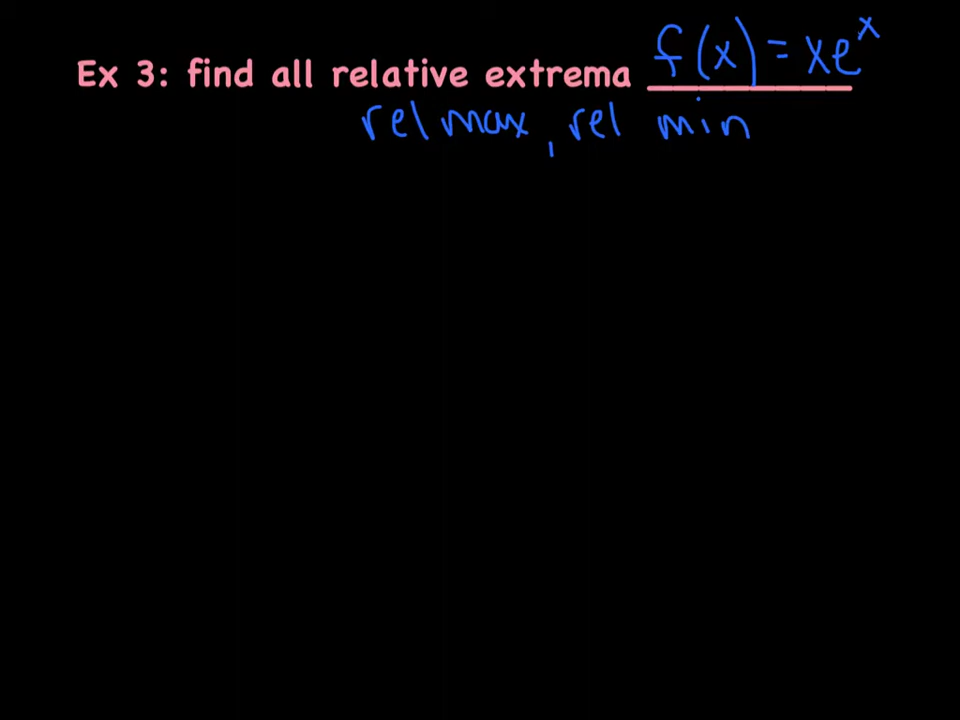 Ex 3: find all relative extrema f(x) = xe^x
rel max, rel min